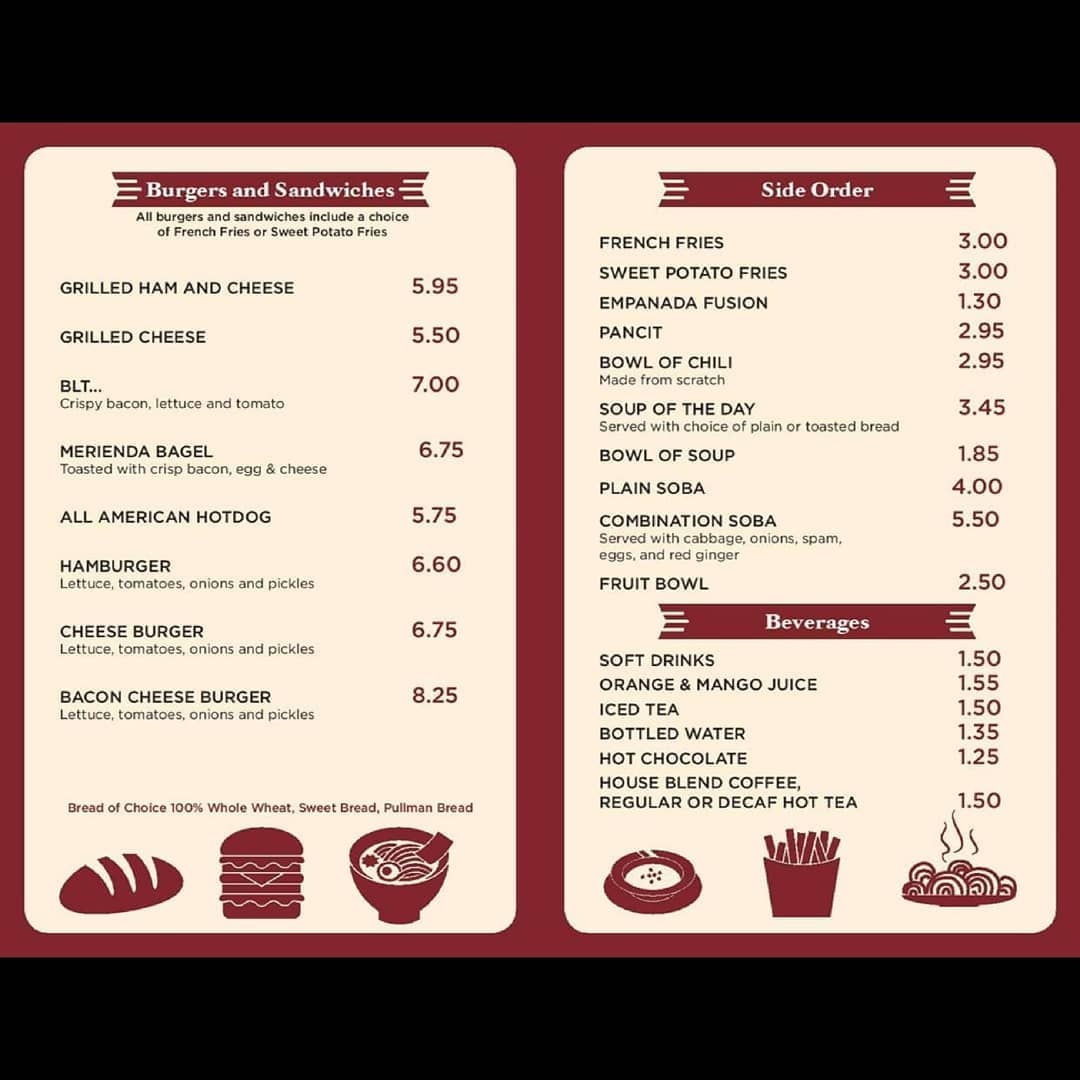 Burgers and Sandwiches
All burgers and sandwiches include a choice
of French Fries or Sweet Potato Fries
GRILLED HAM AND CHEESE 5.95
GRILLED CHEESE 5.50
BLT... 7.00
Crispy bacon, lettuce and tomato
MERIENDA BAGEL 6.75
Toasted with crisp bacon, egg & cheese
ALL AMERICAN HOTDOG 5.75
HAMBURGER 6.60
Lettuce, tomatoes, onions and pickles
CHEESE BURGER 6.75
Lettuce, tomatoes, onions and pickles
BACON CHEESE BURGER 8.25
Lettuce, tomatoes, onions and pickles
Bread of Choice 100% Whole Wheat, Sweet Bread, Pullman Bread
Side Order
FRENCH FRIES 3.00
SWEET POTATO FRIES 3.00
EMPANADA FUSION 1.30
PANCIT 2.95
BOWL OF CHILI 2.95
Made from scratch
SOUP OF THE DAY 3.45
Served with choice of plain or toasted bread
BOWL OF SOUP 1.85
PLAIN SOBA 4.00
COMBINATION SOBA 5.50
Served with cabbage, onions, spam,
eggs, and red ginger
FRUIT BOWL 2.50
Beverages
SOFT DRINKS 1.50
ORANGE & MANGO JUICE 1.55
ICED TEA 1.50
BOTTLED WATER 1.35
HOT CHOCOLATE 1.25
HOUSE BLEND COFFEE,
REGULAR OR DECAF HOT TEA 1.50